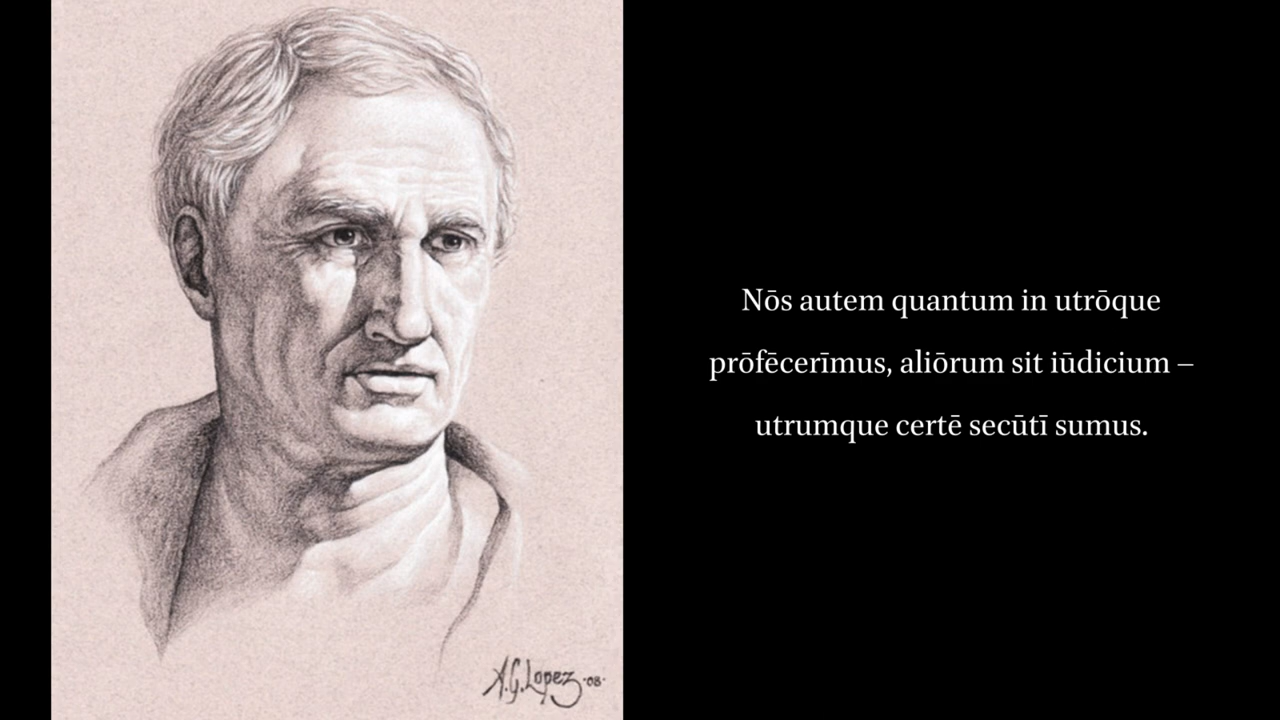 Nōs autem quantum in utrōque
prōfēcerīmus, aliōrum sit iūdicium –
utrumque certē secūtī sumus.
A.G.Lopez ·08·